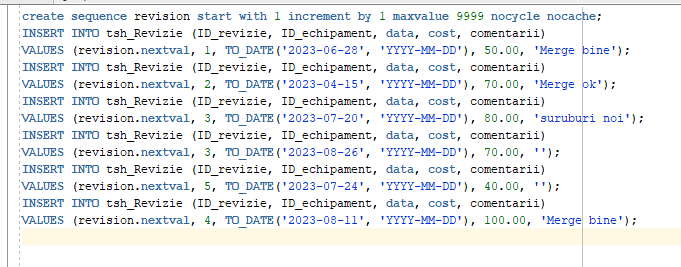 create sequence revision start with 1 increment by 1 maxvalue 9999 nocycle nocache;
INSERT INTO tsh_Revizie (ID_revizie, ID_echipament, data, cost, comentarii)
VALUES (revision.nextval, 1, TO_DATE('2023-06-28', 'YYYY-MM-DD'), 50.00, 'Merge bine');
INSERT INTO tsh_Revizie (ID_revizie, ID_echipament, data, cost, comentarii)
VALUES (revision.nextval, 2, TO_DATE('2023-04-15', 'YYYY-MM-DD'), 70.00, 'Merge ok');
INSERT INTO tsh_Revizie (ID_revizie, ID_echipament, data, cost, comentarii)
VALUES (revision.nextval, 3, TO_DATE('2023-07-20', 'YYYY-MM-DD'), 80.00, 'suruburi noi');
INSERT INTO tsh_Revizie (ID_revizie, ID_echipament, data, cost, comentarii)
VALUES (revision.nextval, 3, TO_DATE('2023-08-26', 'YYYY-MM-DD'), 70.00, '');
INSERT INTO tsh_Revizie (ID_revizie, ID_echipament, data, cost, comentarii)
VALUES (revision.nextval, 5, TO_DATE('2023-07-24', 'YYYY-MM-DD'), 40.00, '');
INSERT INTO tsh_Revizie (ID_revizie, ID_echipament, data, cost, comentarii)
VALUES (revision.nextval, 4, TO_DATE('2023-08-11', 'YYYY-MM-DD'), 100.00, 'Merge bine');